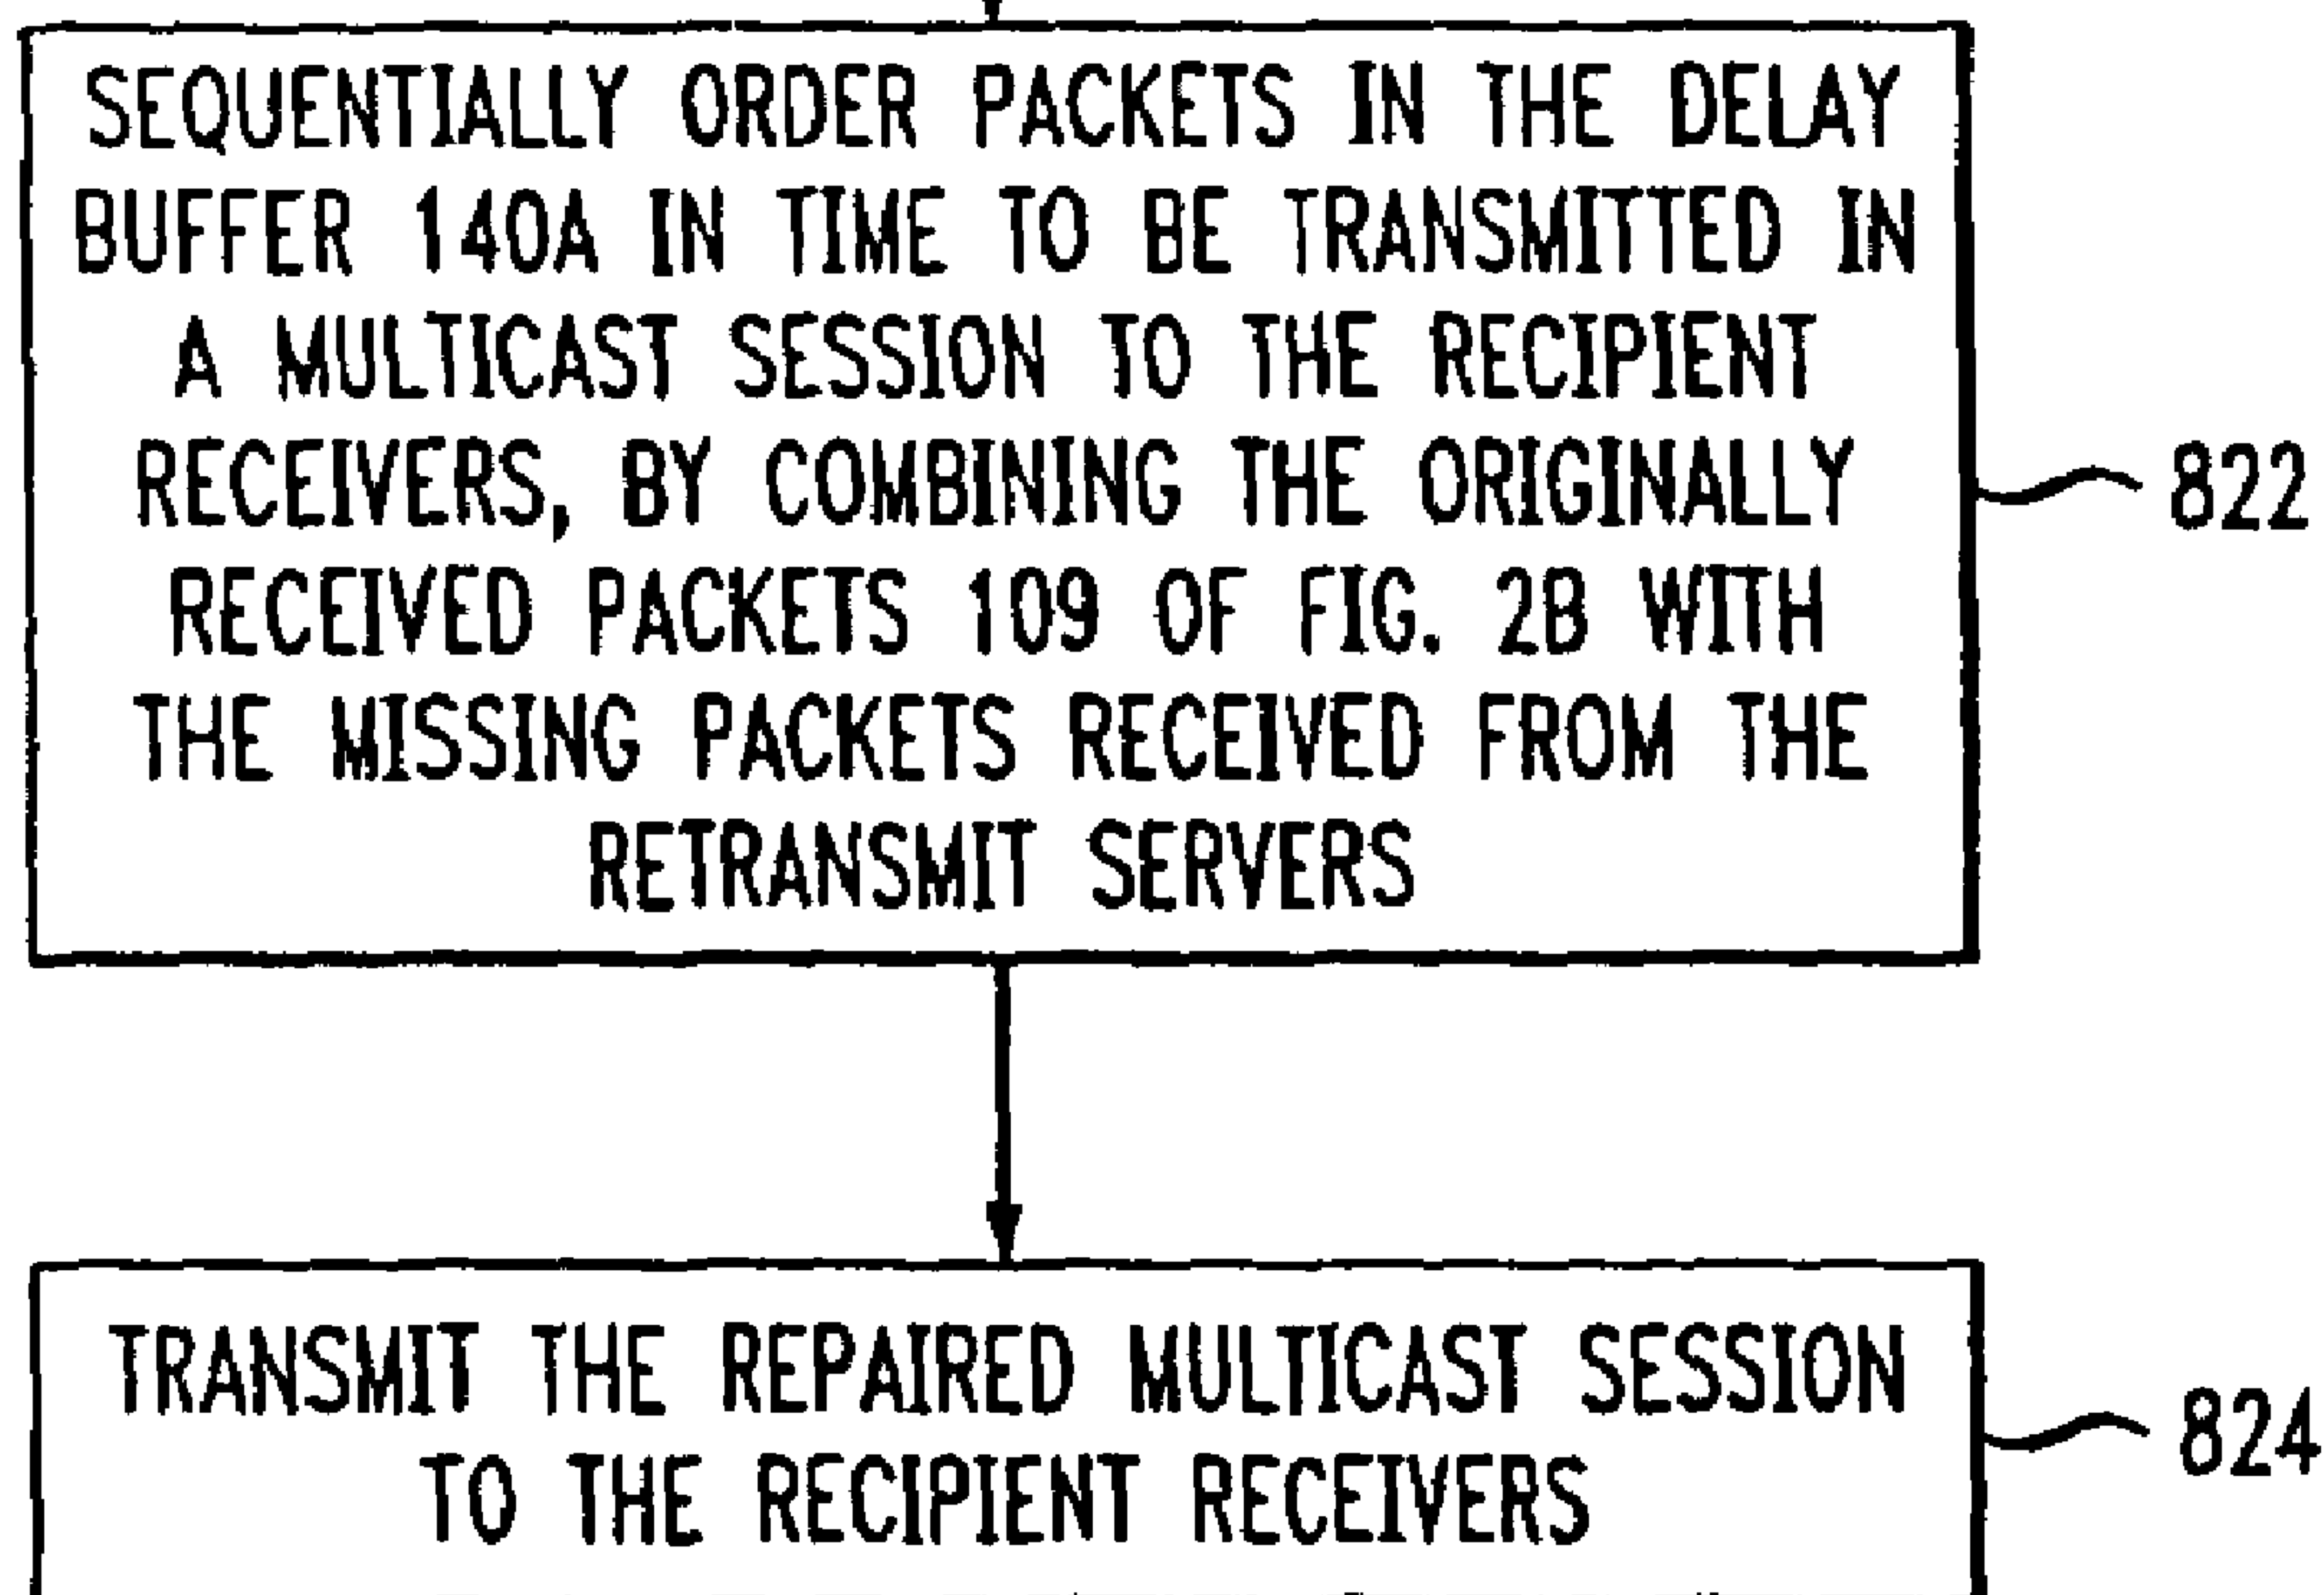 SEQUENTIALLY ORDER PACKETS IN THE DELAY
BUFFER 140A IN TIME TO BE TRANSMITTED IN
A MULTICAST SESSION TO THE RECIPIENT
RECEIVERS, BY COMBINING THE ORIGINALLY
822
RECEIVED PACKETS 109 OF FIG. 2B WITH
THE MISSING PACKETS RECEIVED FROM THE
RETRANSMIT SERVERS
TRANSMIT THE REPAIRED MULTICAST SESSION
824
TO THE RECIPIENT RECEIVERS